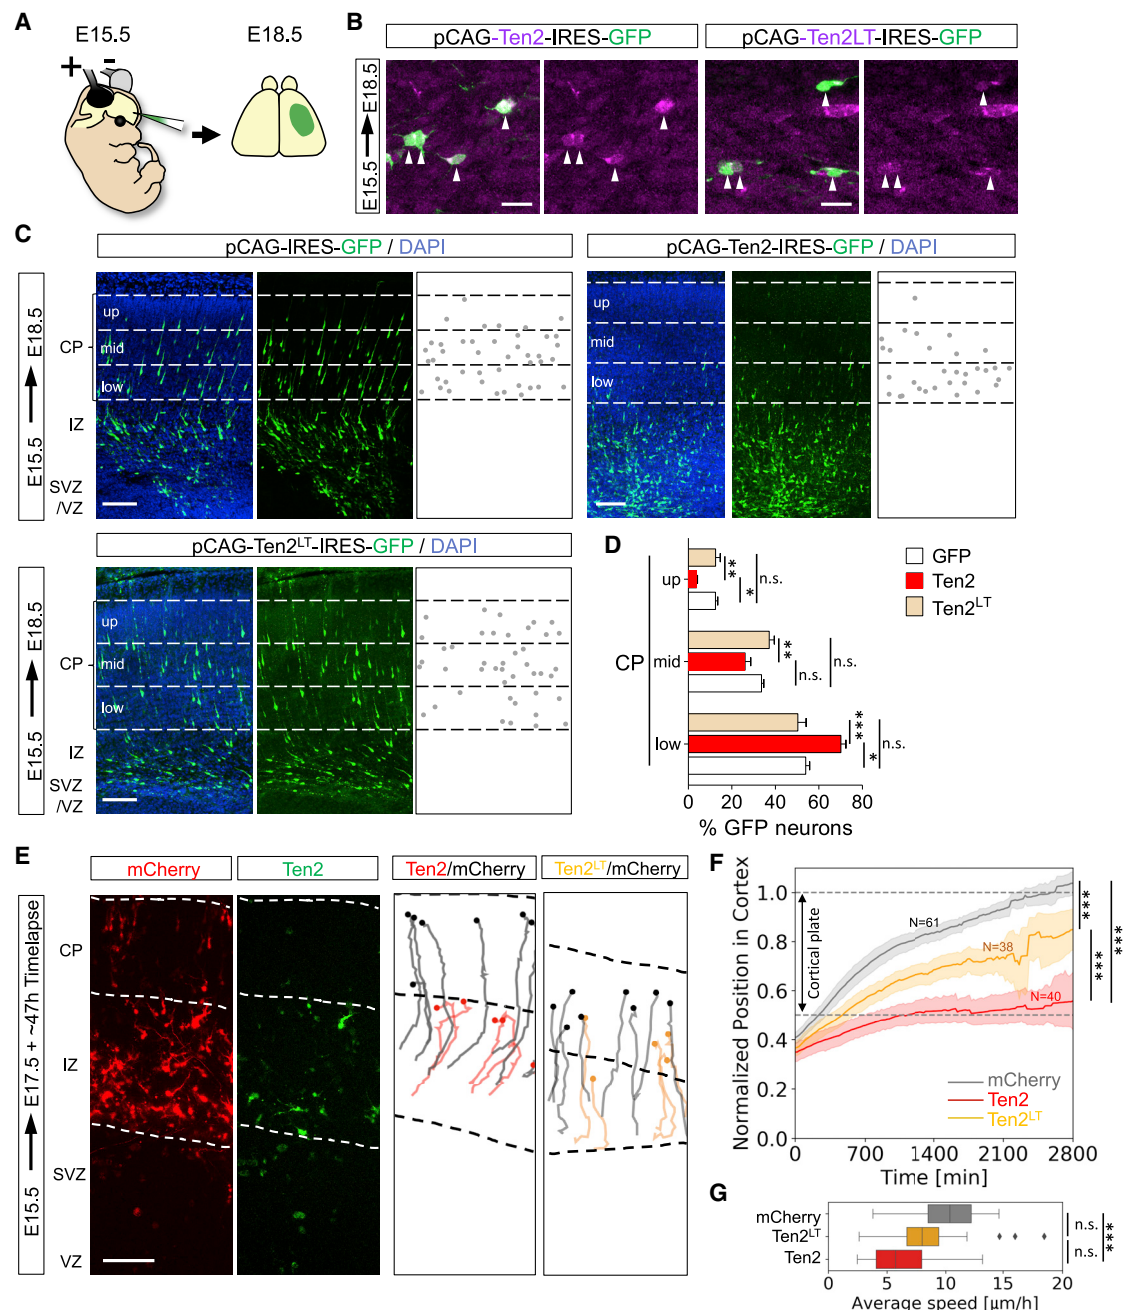 A
E15.5
E18.5
+
-
B
pCAG-Ten2-IRES-GFP
pCAG-Ten2LT-IRES-GFP
E15.5 → E18.5
C
pCAG-IRES-GFP / DAPI
pCAG-Ten2-IRES-GFP / DAPI
E15.5 → E18.5
CP
up
mid
low
IZ
SVZ
/VZ
up
mid
low
pCAG-Ten2LT-IRES-GFP / DAPI
E15.5 → E18.5
CP
up
mid
low
IZ
SVZ
/VZ
D
GFP
Ten2
Ten2LT
CP
up
mid
low
** * n.s.
** n.s. n.s.
*** * n.s.
0 20 40 60 80
% GFP neurons
E
mCherry
Ten2
Ten2/mCherry
Ten2LT/mCherry
E15.5 → E17.5 + ~47h Timelapse
CP
IZ
SVZ
VZ
F
Normalized Position in Cortex
1.0
0.8
0.6
0.4
0.2
0.0
Cortical plate
N=61
N=38
N=40
*** *** ***
mCherry
Ten2
Ten2LT
0 700 1400 2100 2800
Time [min]
G
mCherry
Ten2LT
Ten2
n.s.
n.s.
***
0 5 10 15 20
Average speed [µm/h]